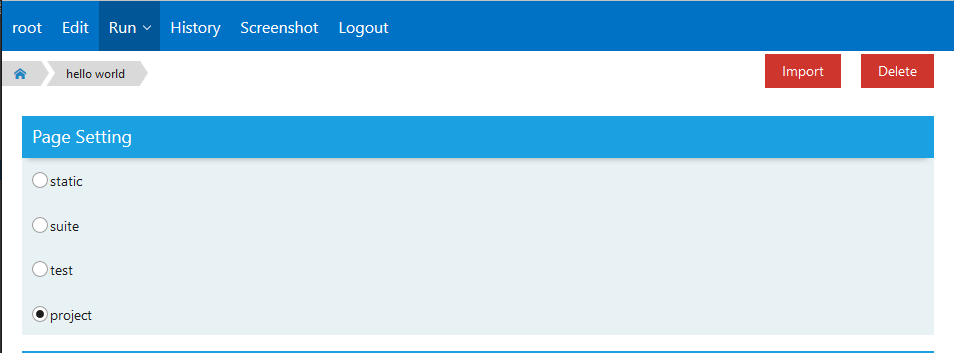 root Edit Run History Screenshot Logout
hello world Import Delete
Page Setting
static
suite
test
project